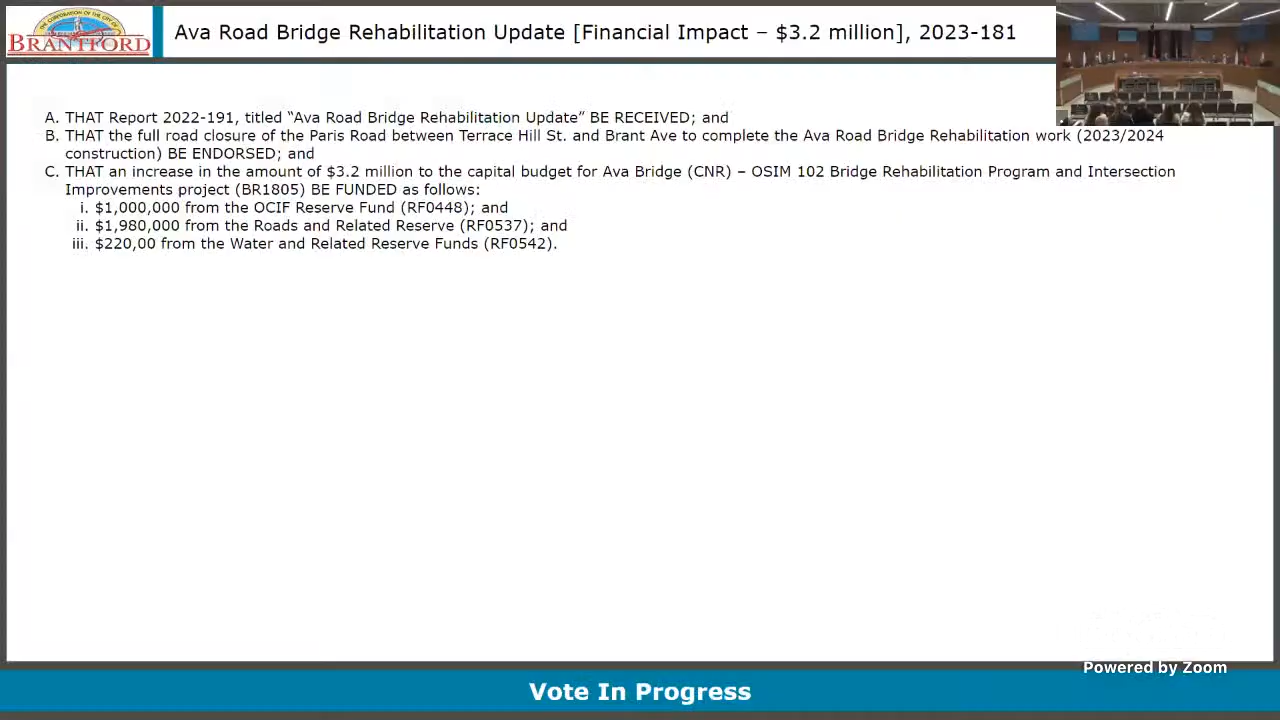 THE CORPORATION OF THE CITY OF
BRANTFORD
Ava Road Bridge Rehabilitation Update [Financial Impact – $3.2 million], 2023-181
A. THAT Report 2022-191, titled “Ava Road Bridge Rehabilitation Update” BE RECEIVED; and
B. THAT the full road closure of the Paris Road between Terrace Hill St. and Brant Ave to complete the Ava Road Bridge Rehabilitation work (2023/2024
construction) BE ENDORSED; and
C. THAT an increase in the amount of $3.2 million to the capital budget for Ava Bridge (CNR) – OSIM 102 Bridge Rehabilitation Program and Intersection
Improvements project (BR1805) BE FUNDED as follows:
i. $1,000,000 from the OCIF Reserve Fund (RF0448); and
ii. $1,980,000 from the Roads and Related Reserve (RF0537); and
iii. $220,00 from the Water and Related Reserve Funds (RF0542).
Powered by Zoom
Vote In Progress